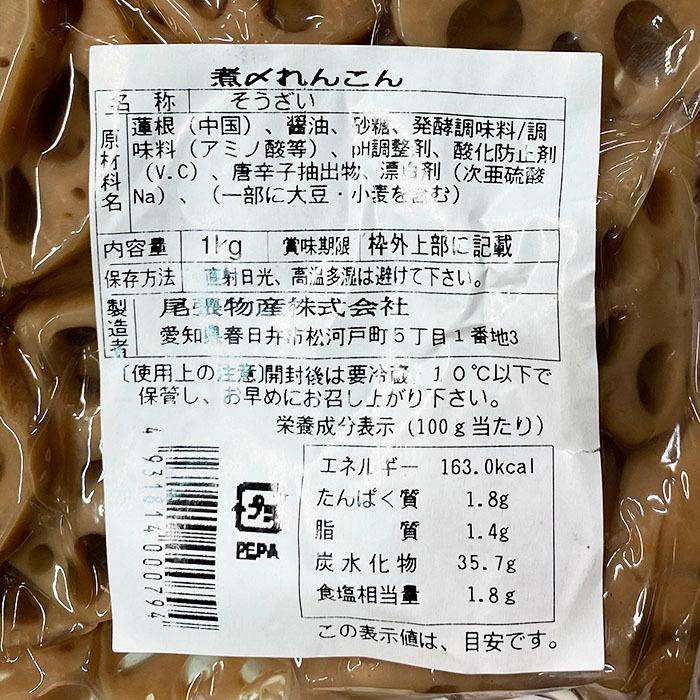 煮〆れんこん
名 称 そうざい
原材料名 蓮根（中国）、醤油、砂糖、発酵調味料/調
味料（アミノ酸等）、pH調整剤、酸化防止剤
（V.C）、唐辛子抽出物、漂白剤（次亜硫酸
Na）、（一部に大豆・小麦を含む）
内容量 1kg 賞味期限 枠外上部に記載
保存方法 直射日光、高温多湿は避けて下さい。
製造者 尾張物産株式会社
愛知県春日井市松河戸町５丁目１番地3
〔使用上の注意〕開封後は要冷蔵、１０℃以下で
保管し、お早めにお召し上がり下さい。
栄養成分表示（100ｇ当たり）
エネルギー 163.0kcal
たんぱく質 1.8g
脂 質 1.4g
炭水化物 35.7g
食塩相当量 1.8g
この表示値は、目安です。
プ
PE,PA
4931814000794